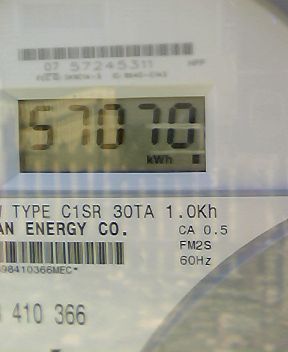 07 57245311 MPP
57070
kWh
TYPE C1SR 30TA 1.0Kh
AN ENERGY CO. CA 0.5
FM2S
60Hz
98410366MEC*
410 366